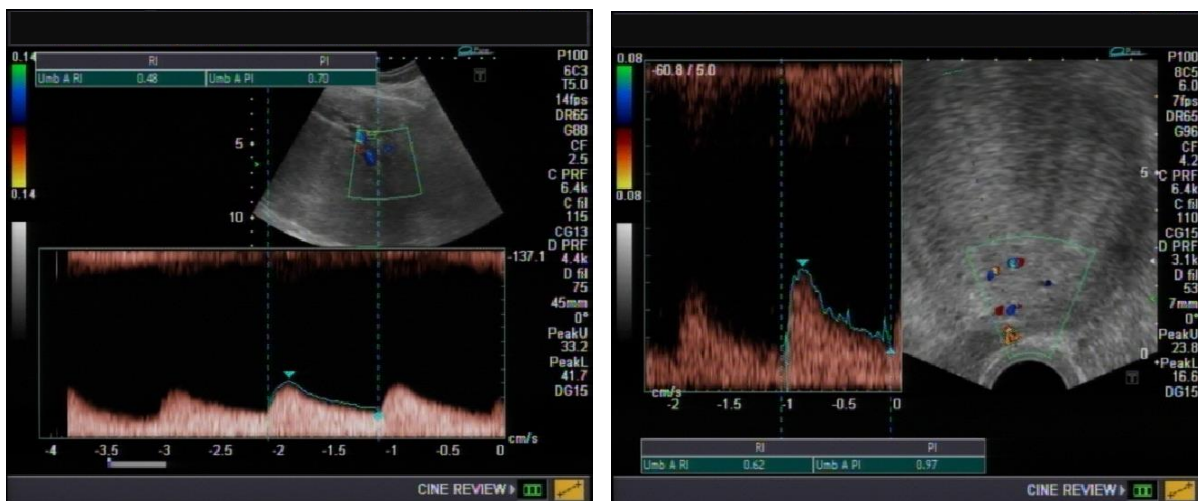 RI PI
Umb A RI 0.48 Umb A PI 0.70
0.14
0.14
5
10
P100
6C3
T5.0
14fps
DR65
G88
CF
2.5
C PRF
6.4k
C fil
115
CG13
D PRF
4.4k
D fil
75
45mm
0°
PeakU
33.2
PeakL
41.7
DG15
-137.1
cm/s
-4 -3.5 -3 -2.5 -2 -1.5 -1 -0.5 0
CINE REVIEW
0.08
0.08
-60.8 / 5.0
P100
8C5
6.0
7fps
DR65
G96
CF
4.2
C PRF
6.4k
C fil
110
CG15
D PRF
3.1k
D fil
53
7mm
0°
PeakU
23.8
+PeakL
16.6
DG15
5
0
T
cm/s
-2 -1.5 -1 -0.5 0
RI PI
Umb A RI 0.62 Umb A PI 0.97
CINE REVIEW